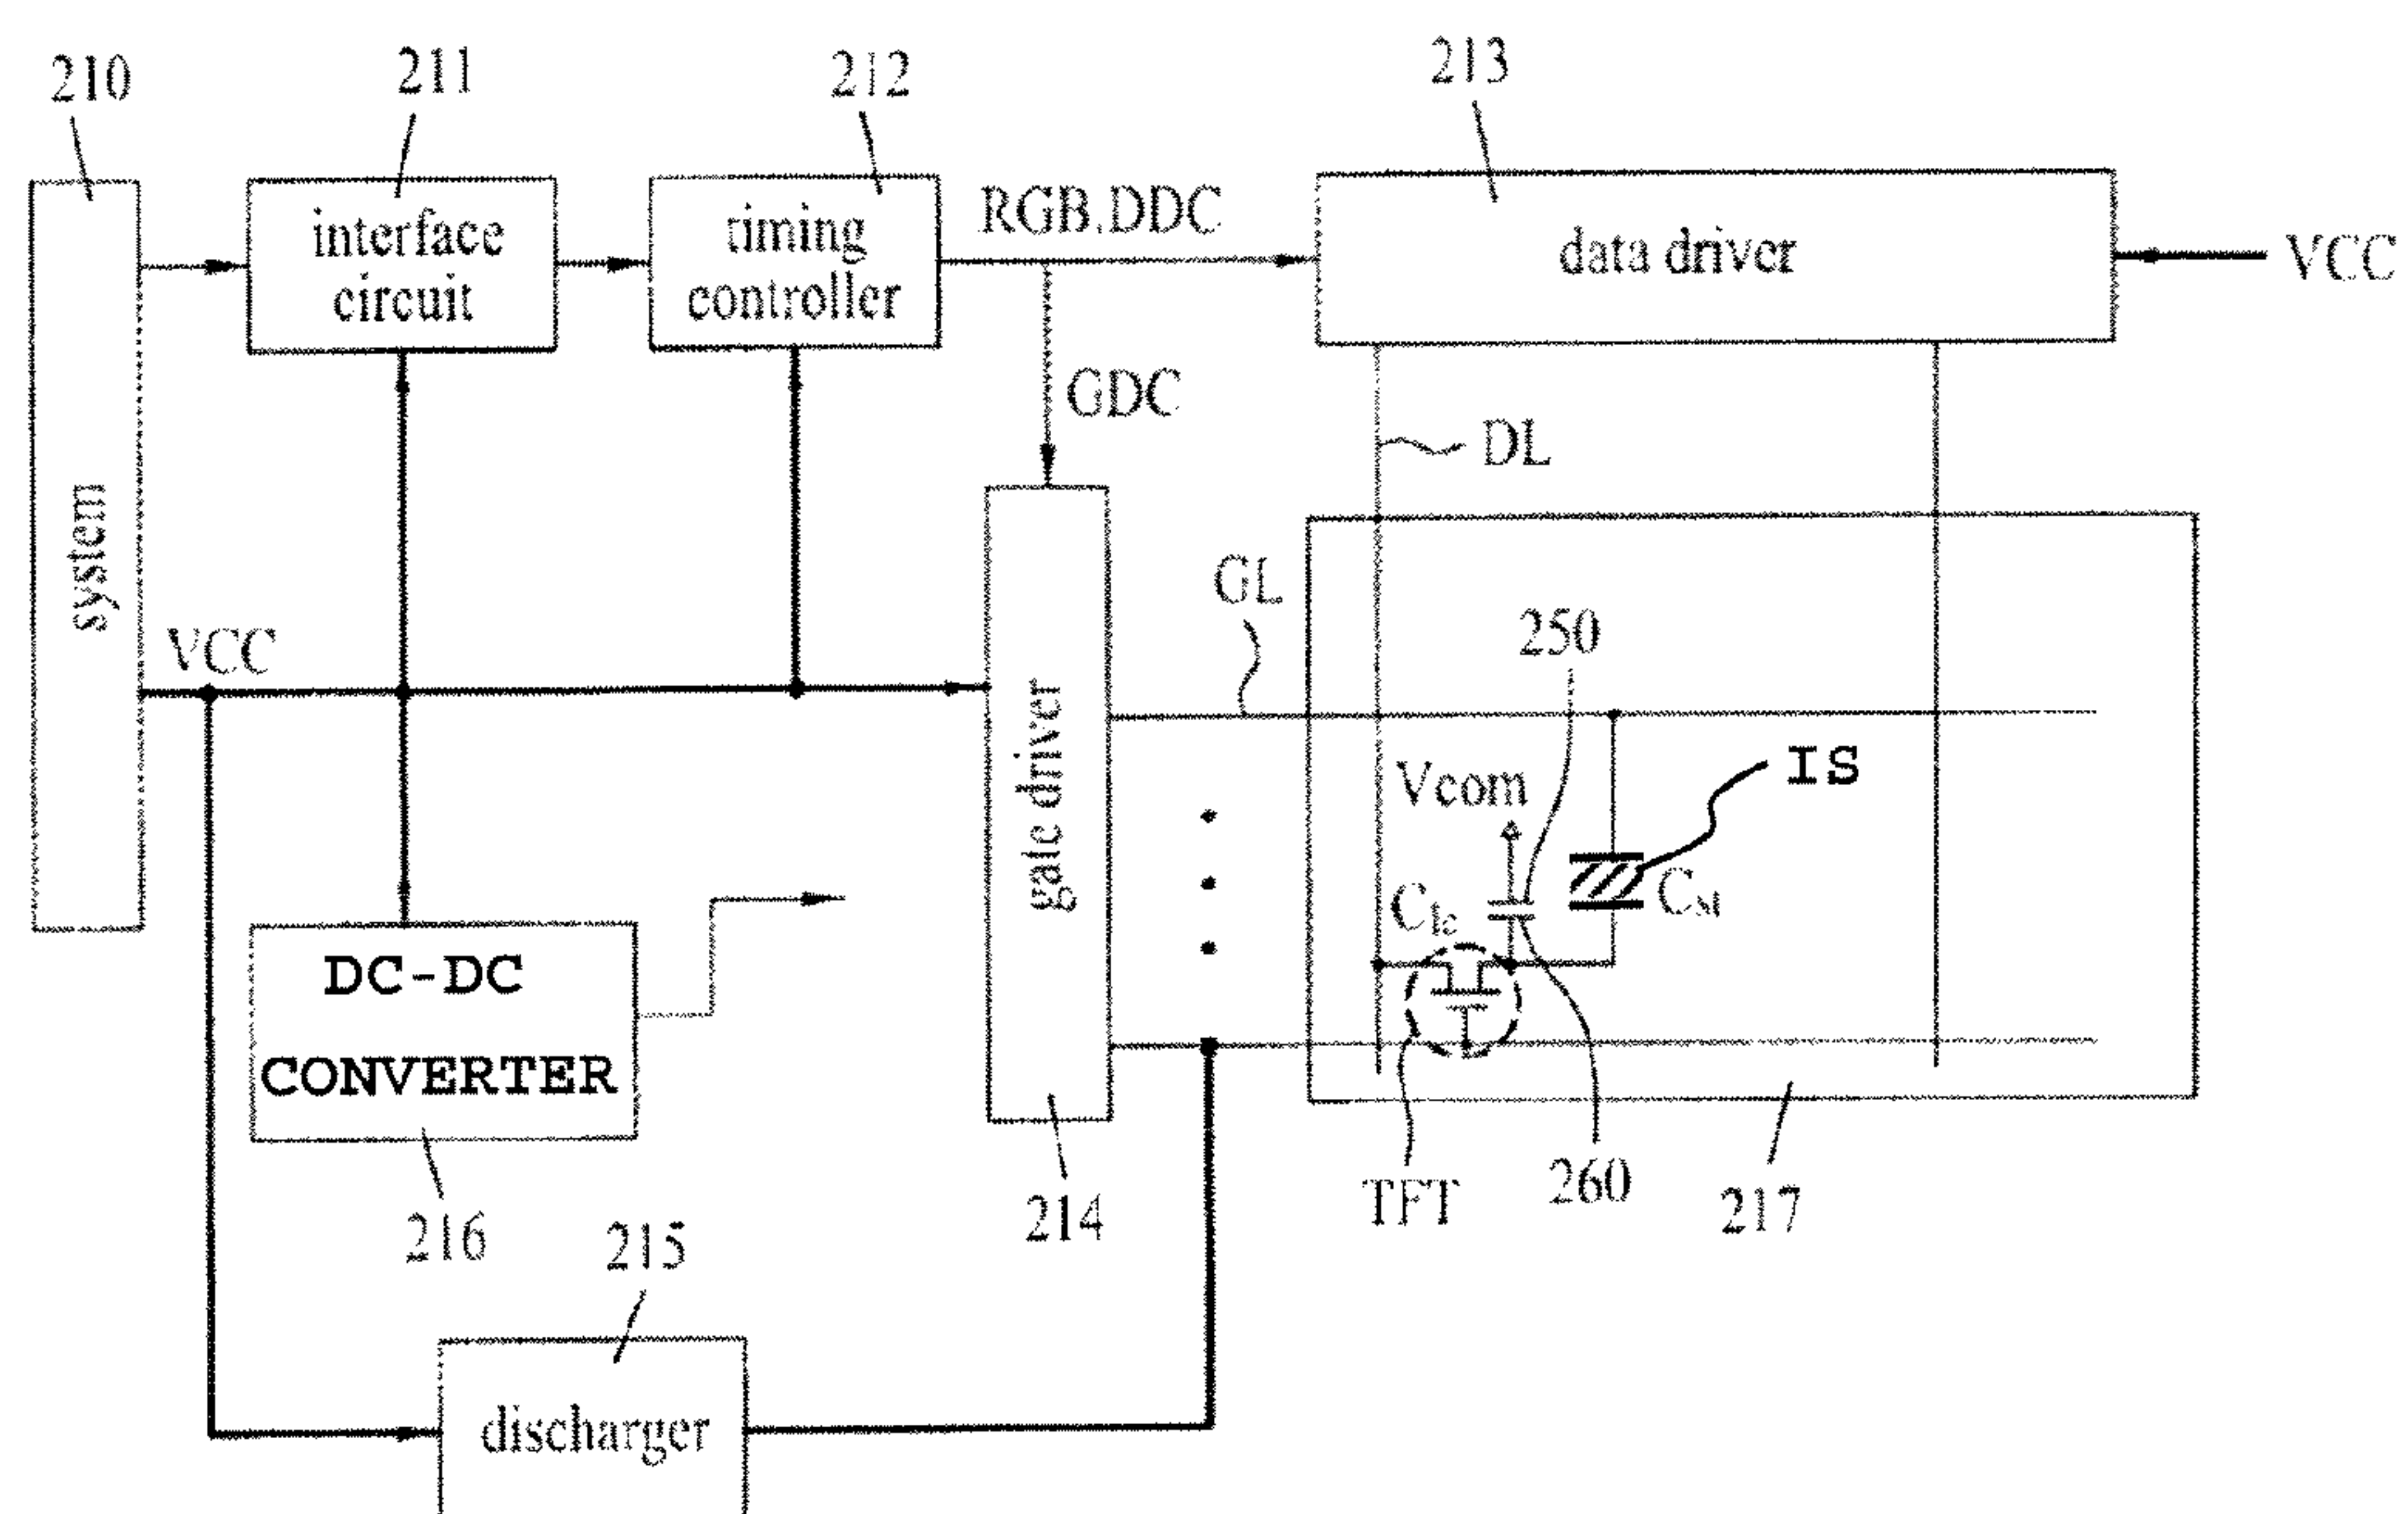 210
211
212
213
interface
circuit
timing
controller
RGB.DDC
data driver
VCC
GDC
DL
system
VCC
GL
250
gate driver
Vcom
IS
Clc
Cst
DC-DC
CONVERTER
TFT
260
217
214
216
215
discharger